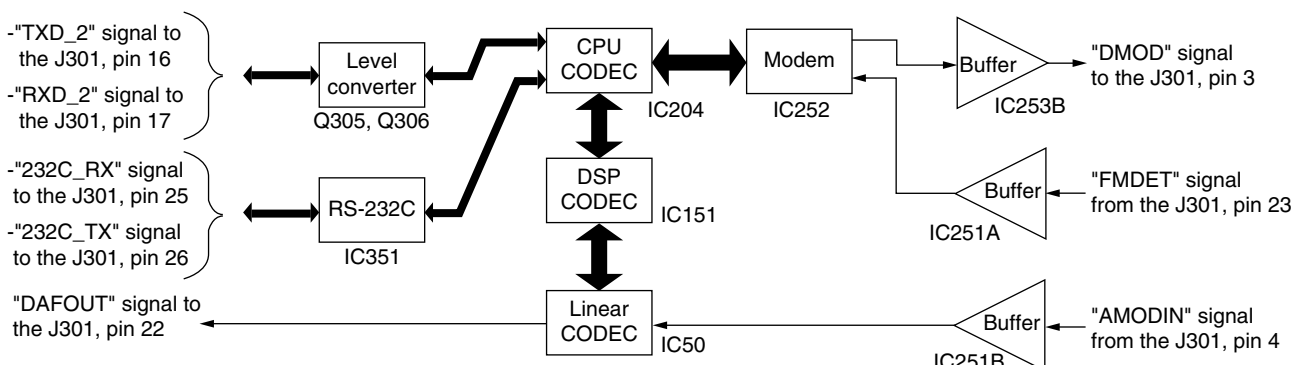 -"TXD_2" signal to
the J301, pin 16
-"RXD_2" signal to
the J301, pin 17
Level
converter
Q305, Q306
CPU
CODEC
IC204
Modem
IC252
Buffer
IC253B
"DMOD" signal
to the J301, pin 3
-"232C_RX" signal
to the J301, pin 25
-"232C_TX" signal
to the J301, pin 26
RS-232C
IC351
DSP
CODEC
IC151
Buffer
IC251A
"FMDET" signal
from the J301, pin 23
"DAFOUT" signal to
the J301, pin 22
Linear
CODEC
IC50
Buffer
IC251B
"AMODIN" signal
from the J301, pin 4